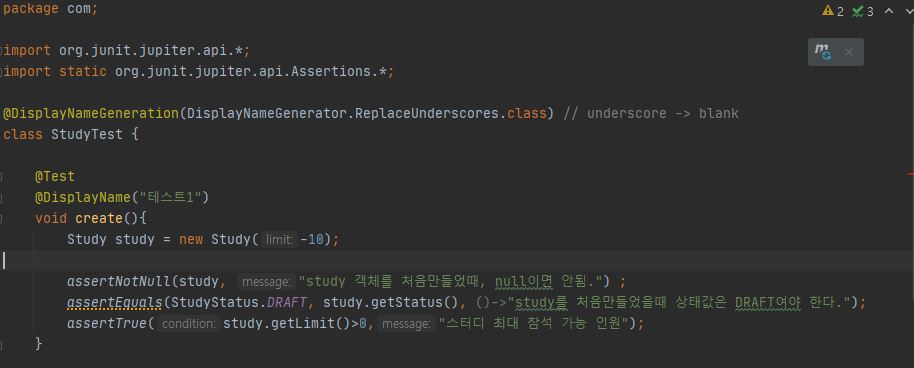 package com;
2 3
import org.junit.jupiter.api.*;
import static org.junit.jupiter.api.Assertions.*;
m
@DisplayNameGeneration(DisplayNameGenerator.ReplaceUnderscores.class) // underscore -> blank
class StudyTest {
@Test
@DisplayName("테스트1")
void create(){
Study study = new Study( limit: -10);
assertNotNull(study, message: "study 객체를 처음만들었때, null이면 안됨.") ;
assertEquals(StudyStatus.DRAFT, study.getStatus(), ()->"study를 처음만들었을때 상태값은 DRAFT여야 한다.");
assertTrue( condition: study.getLimit()>0, message: "스터디 최대 참석 가능 인원");
}